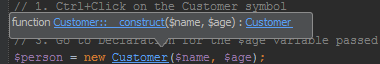 // 1. Ctrl+Click on the Customer symbol
function Customer::__construct($name, $age) : Customer
// 3. Go to Declaration for the $age variable passed
$person = new Customer($name, $age);